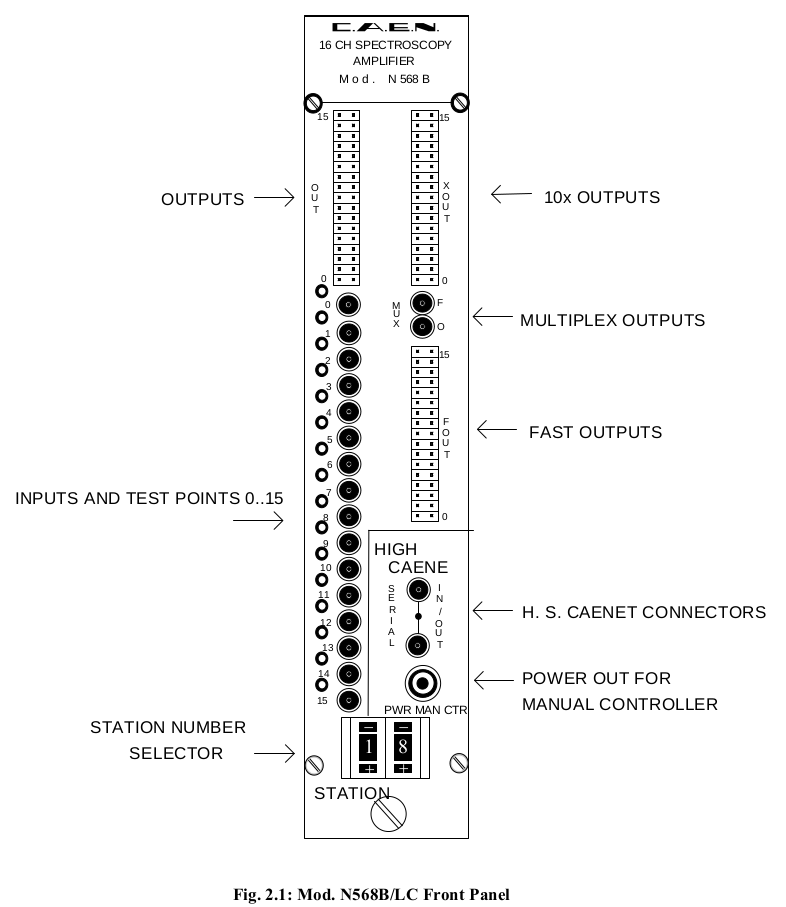 C.A.E.N.
16 CH SPECTROSCOPY
AMPLIFIER
Mod. N 568 B
15
15
OUT
XOUT
OUTPUTS
10x OUTPUTS
0
0
0
MUX
F
O
MULTIPLEX OUTPUTS
1
15
2
3
4
FOUT
FAST OUTPUTS
5
6
7
INPUTS AND TEST POINTS 0..15
8
0
9
HIGH
CAENE
10
11
SERIAL
IN/OUT
H. S. CAENET CONNECTORS
12
13
14
POWER OUT FOR
MANUAL CONTROLLER
15
PWR MAN CTR
STATION NUMBER
SELECTOR
1 8
STATION
Fig. 2.1: Mod. N568B/LC Front Panel